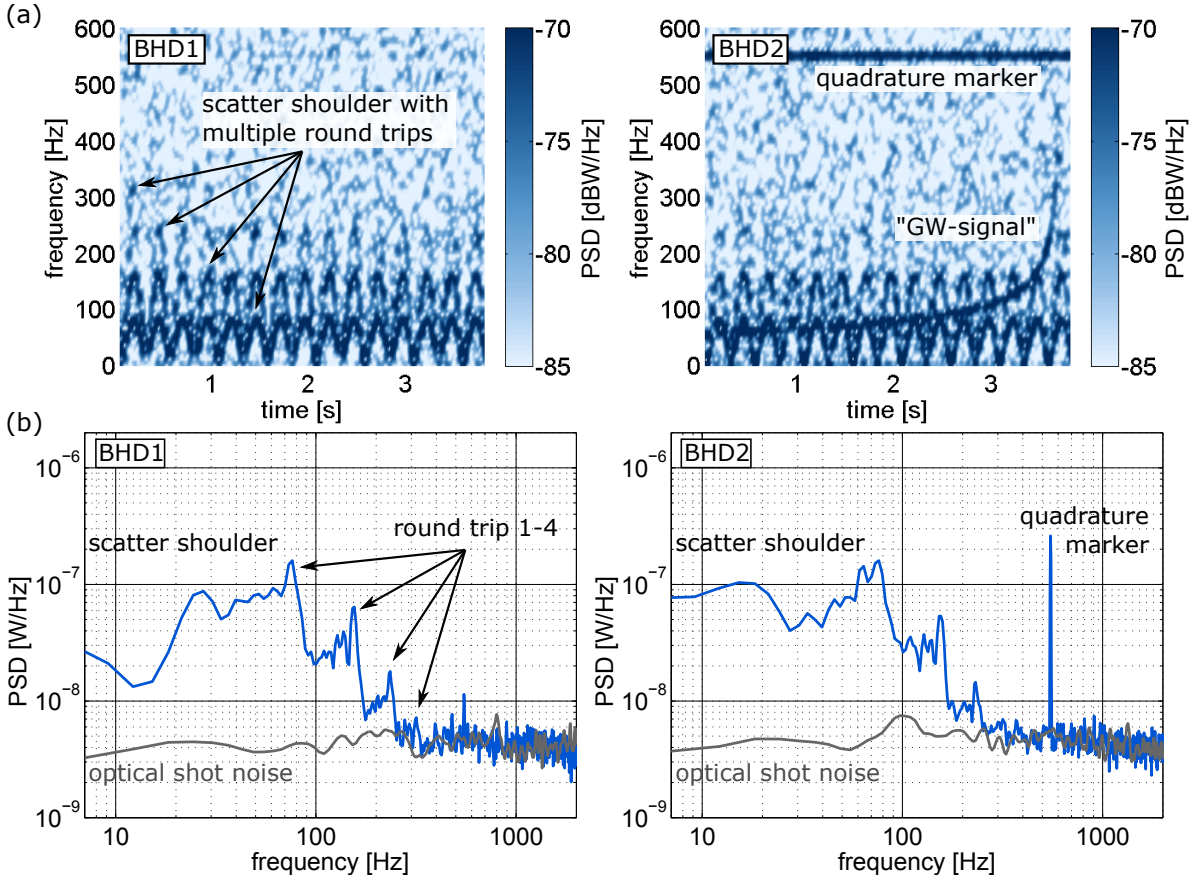 (a)
BHD1
scatter shoulder with
multiple round trips
frequency [Hz]
600
500
400
300
200
100
0
1
2
3
time [s]
-70
-75
-80
-85
PSD [dBW/Hz]
BHD2
quadrature marker
"GW-signal"
frequency [Hz]
600
500
400
300
200
100
0
1
2
3
time [s]
-70
-75
-80
-85
PSD [dBW/Hz]
(b)
BHD1
round trip 1-4
scatter shoulder
optical shot noise
PSD [W/Hz]
10⁻⁶
10⁻⁷
10⁻⁸
10⁻⁹
10
100
1000
frequency [Hz]
BHD2
quadrature
marker
scatter shoulder
optical shot noise
PSD [W/Hz]
10⁻⁶
10⁻⁷
10⁻⁸
10⁻⁹
10
100
1000
frequency [Hz]